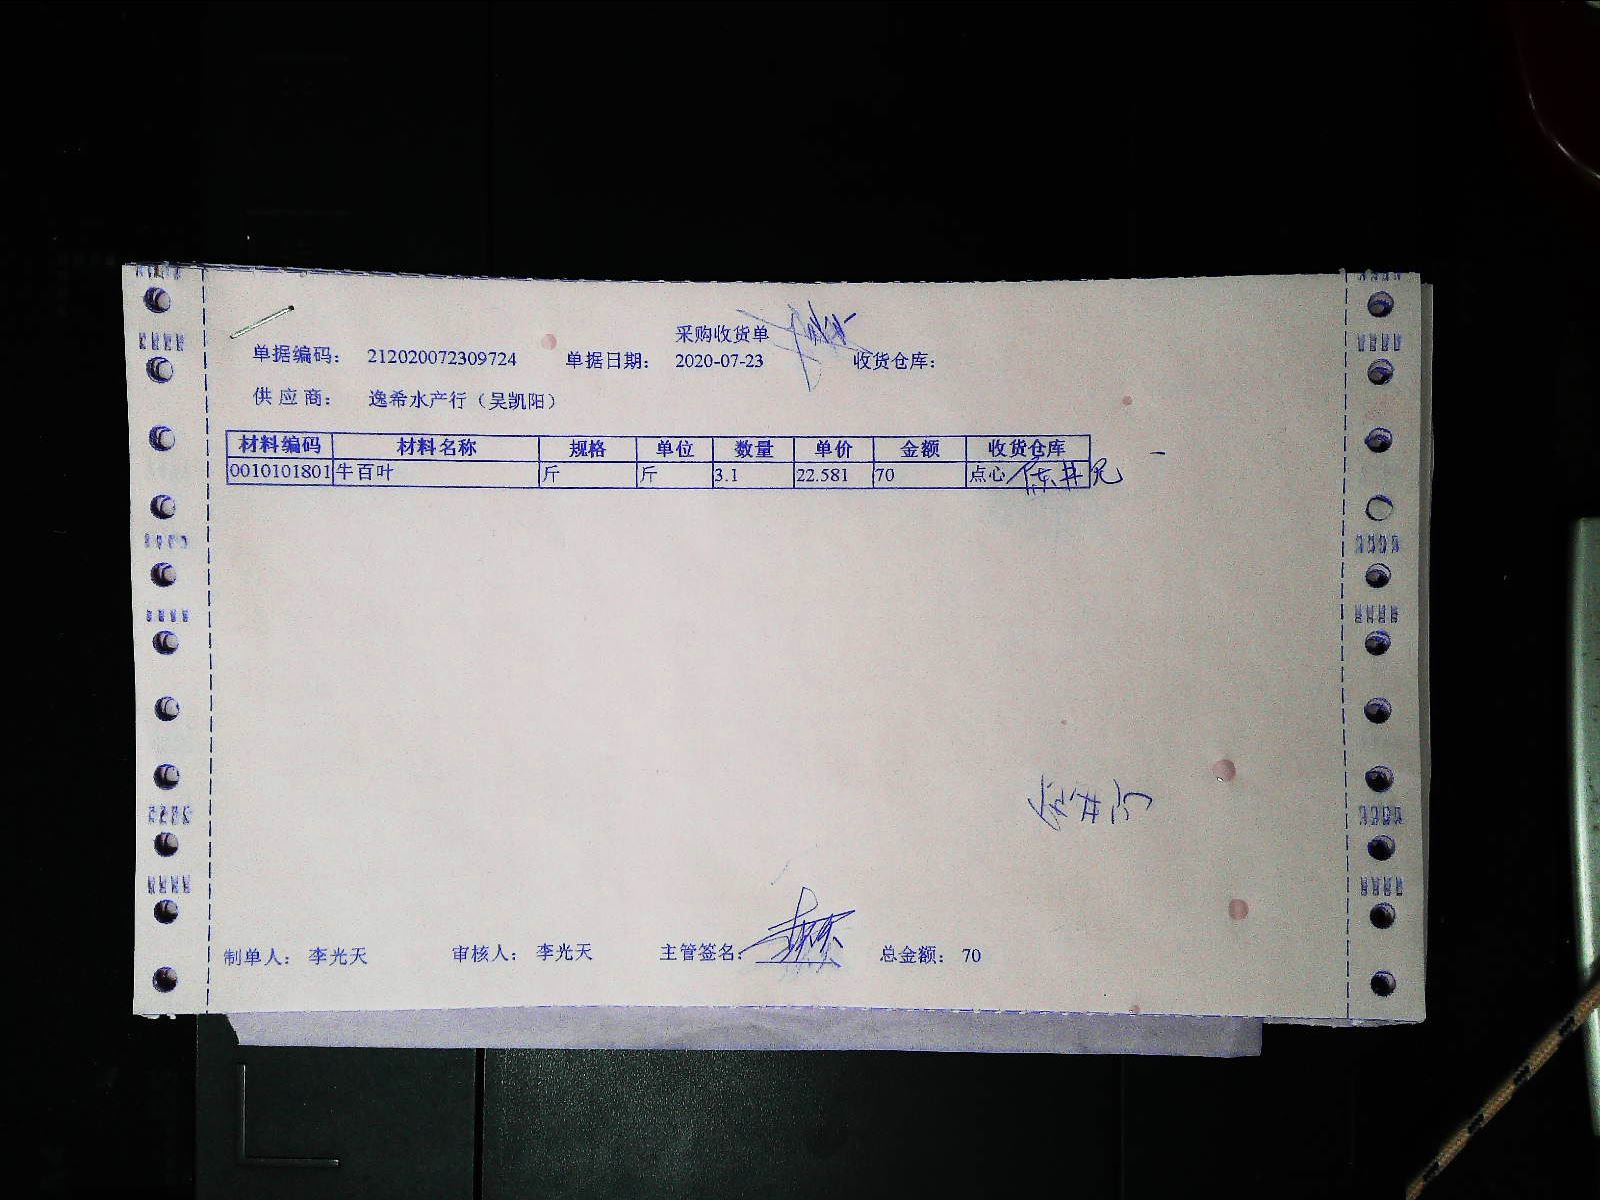 采购收货单
单据编码： 212020072309724 单据日期： 2020-07-23 收货仓库：
供 应 商： 逸希水产行（吴凯阳）
材料编码 材料名称 规格 单位 数量 单价 金额 收货仓库
0010101801 牛百叶 斤 斤 3.1 22.581 70 点心
制单人： 李光天 审核人： 李光天 主管签名： 总金额： 70